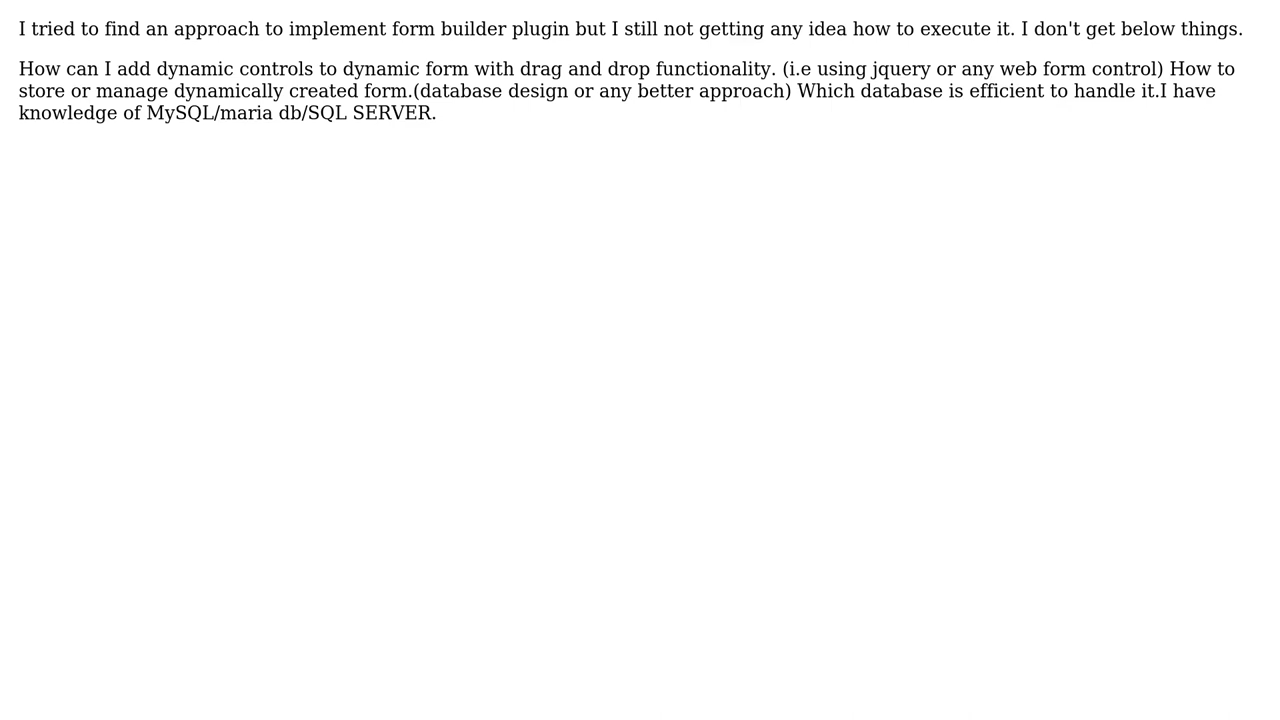 I tried to find an approach to implement form builder plugin but I still not getting any idea how to execute it. I don't get below things.
How can I add dynamic controls to dynamic form with drag and drop functionality. (i.e using jquery or any web form control) How to
store or manage dynamically created form.(database design or any better approach) Which database is efficient to handle it.I have
knowledge of MySQL/maria db/SQL SERVER.